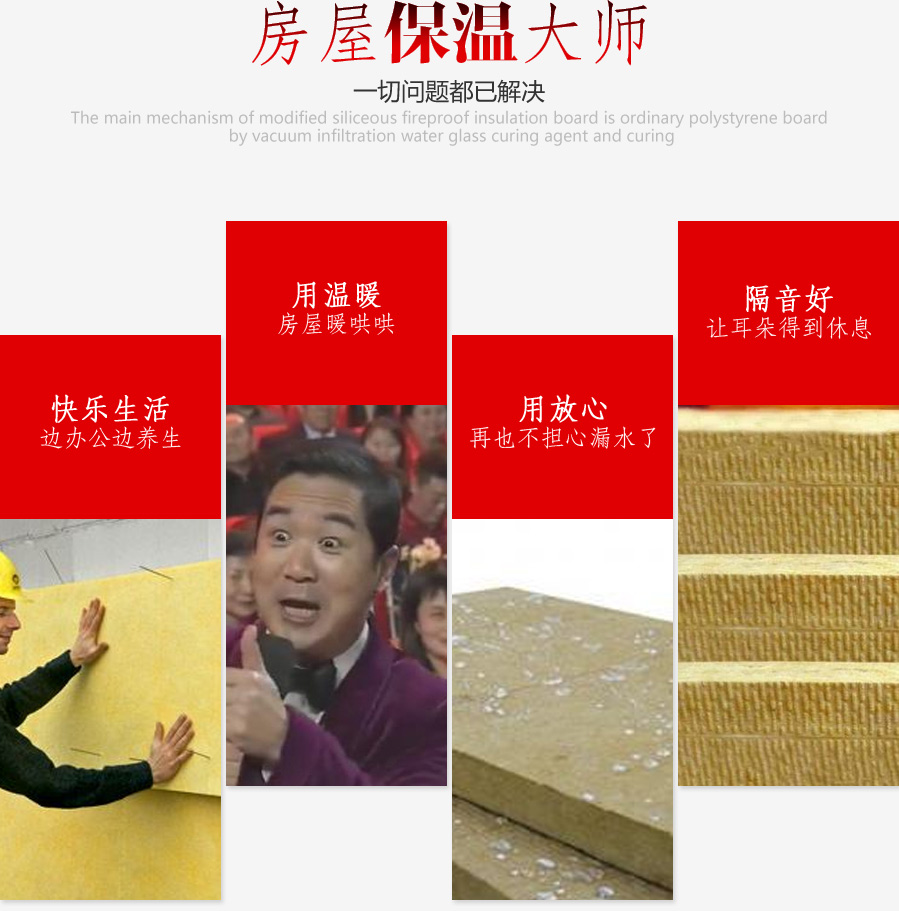 房屋保温大师
一切问题都已解决
The main mechanism of modified siliceous fireproof insulation board is ordinary polystyrene board
by vacuum infiltration water glass curing agent and curing
用温暖
房屋暖哄哄
隔音好
让耳朵得到休息
快乐生活
边办公边养生
用放心
再也不担心漏水了